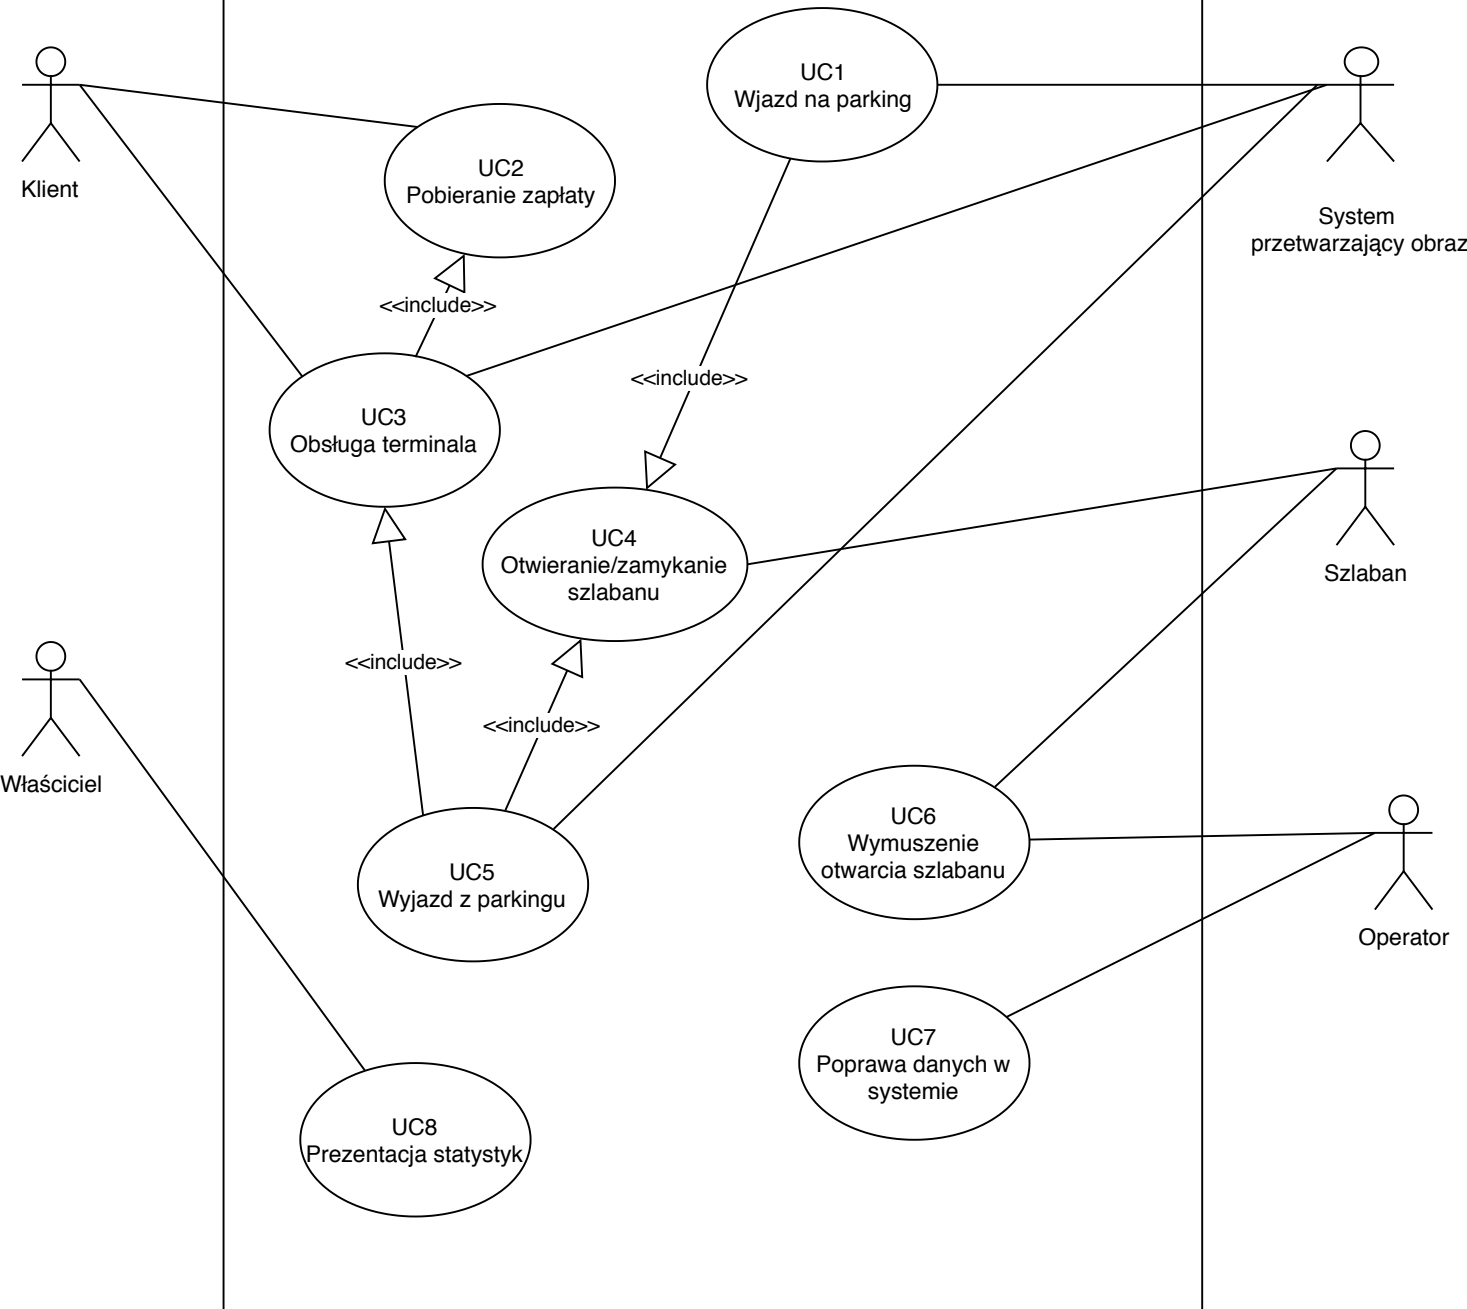 UC1
Wjazd na parking
UC2
Pobieranie zapłaty
Klient
System
przetwarzający obraz
<<include>>
<<include>>
UC3
Obsługa terminala
UC4
Otwieranie/zamykanie
szlabanu
Szlaban
<<include>>
<<include>>
Właściciel
UC6
Wymuszenie
otwarcia szlabanu
UC5
Wyjazd z parkingu
Operator
UC7
Poprawa danych w
systemie
UC8
Prezentacja statystyk